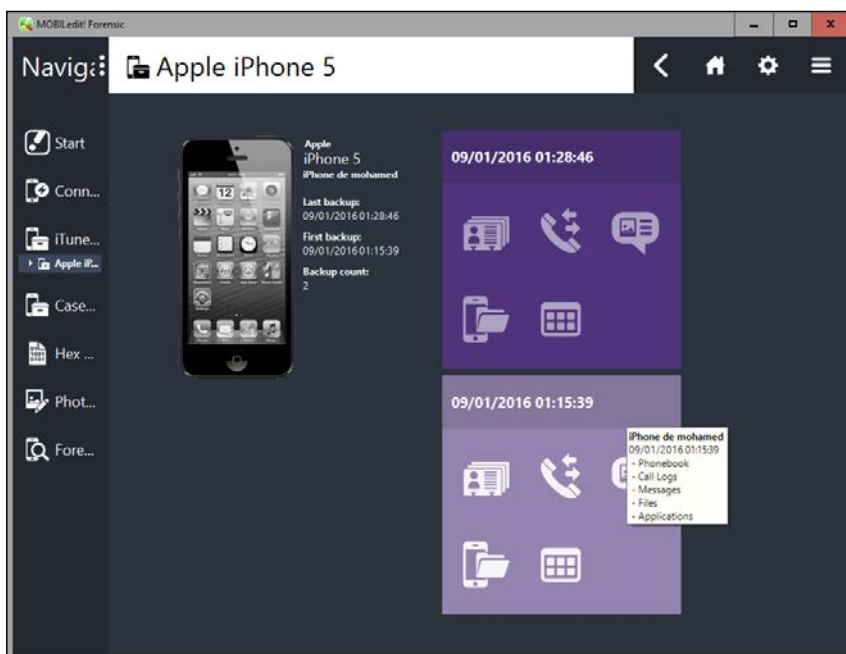 MOBILedit! Forensic
Naviga
Apple iPhone 5
Start
Conn...
iTune...
Apple iP...
Case...
Hex ...
Phot...
Fore...
Apple
iPhone 5
iPhone de mohamed
Last backup:
09/01/2016 01:28:46
First backup:
09/01/2016 01:15:39
Backup count:
2
09/01/2016 01:28:46
09/01/2016 01:15:39
iPhone de mohamed
09/01/2016 01:15:39
- Phonebook
- Call Logs
- Messages
- Files
- Applications
12